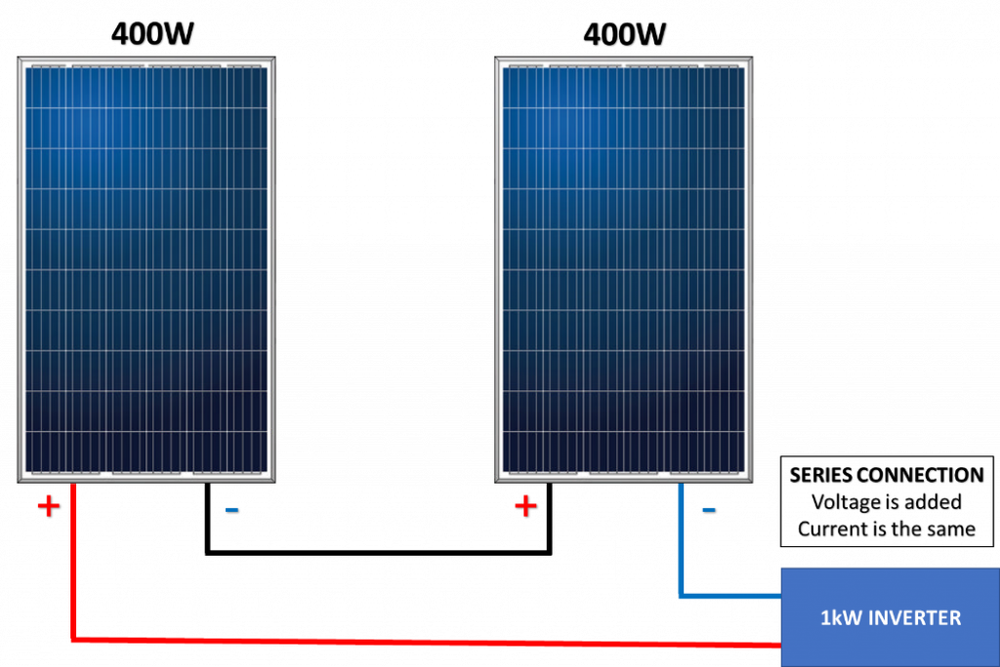 400W
400W
+
-
+
-
SERIES CONNECTION
Voltage is added
Current is the same
1kW INVERTER